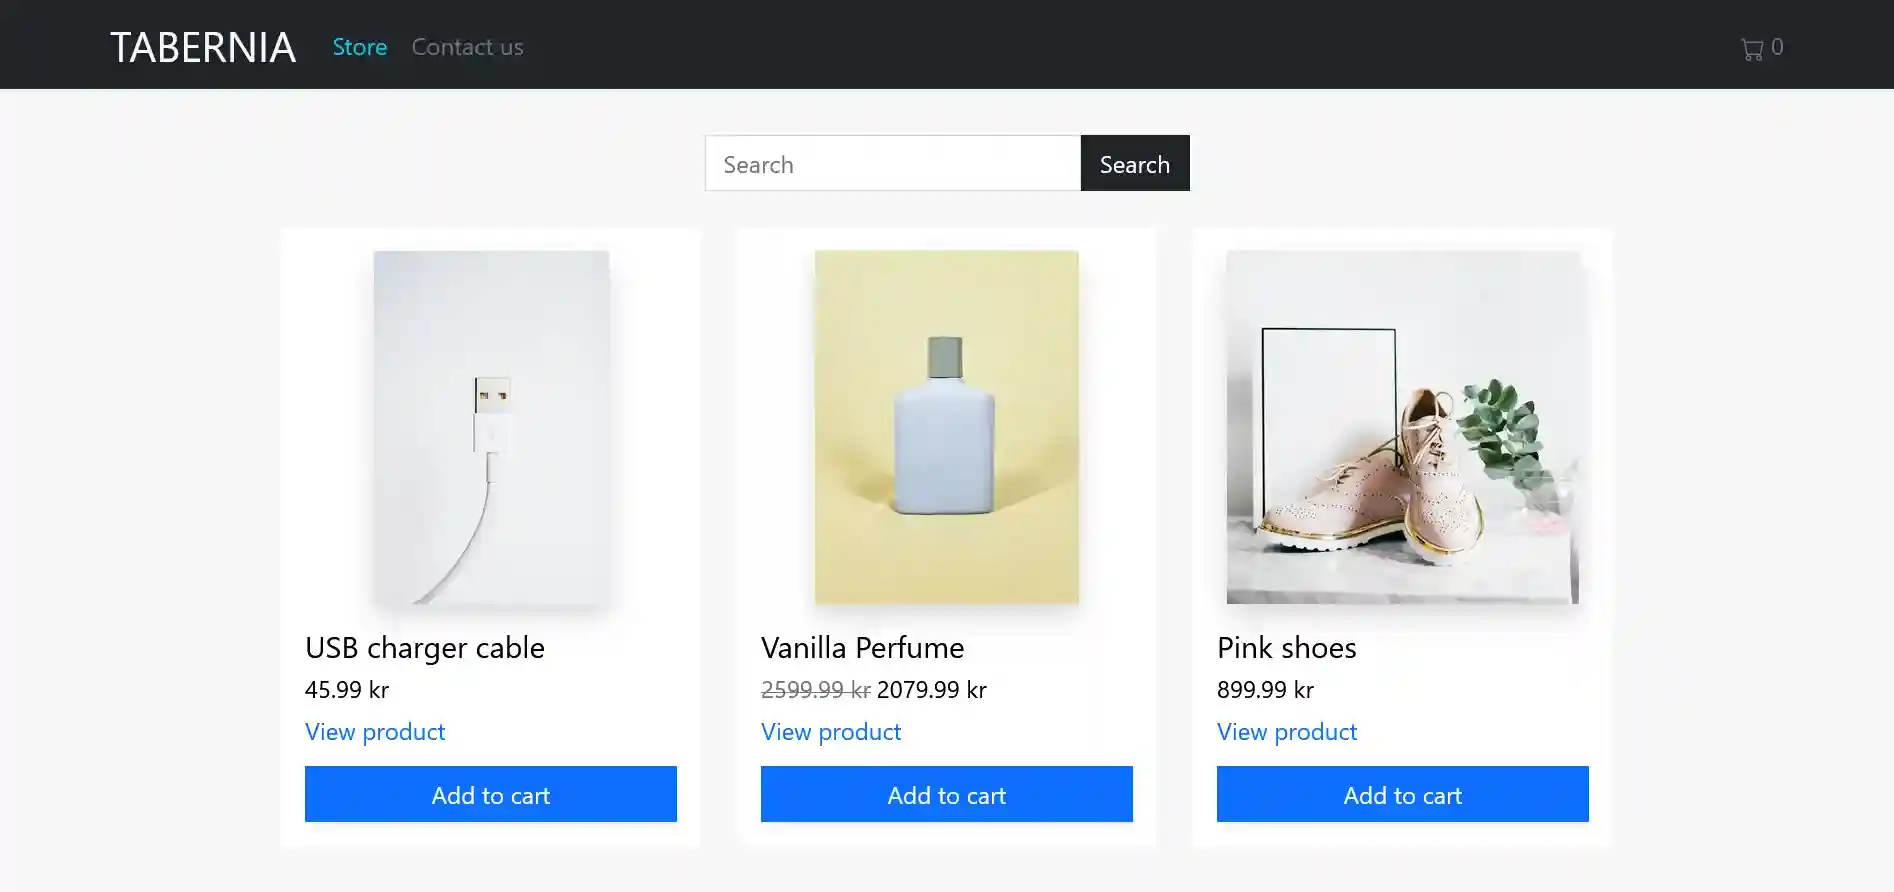 TABERNIA Store Contact us 0
Search Search
USB charger cable
45.99 kr
View product
Add to cart
Vanilla Perfume
2599.99 kr 2079.99 kr
View product
Add to cart
Pink shoes
899.99 kr
View product
Add to cart